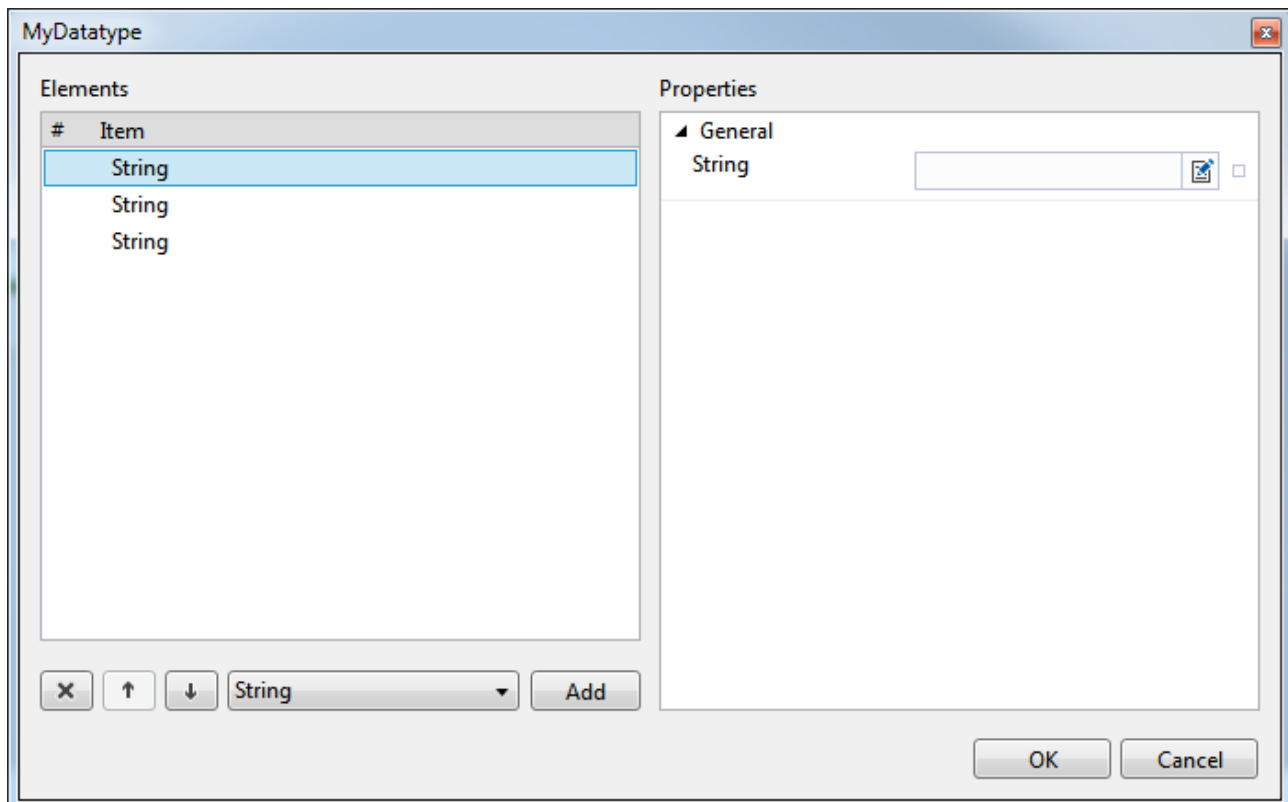 MyDatatype
Elements
Properties
# Item
General
String
String
String
String
String
Add
OK
Cancel